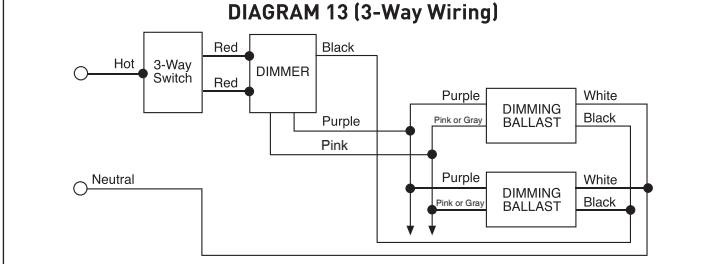 DIAGRAM 13 (3-Way Wiring)
Hot
3-Way
Switch
Red
Red
DIMMER
Black
Purple
Pink
Neutral
Purple
Pink or Gray
DIMMING
BALLAST
White
Black
Purple
Pink or Gray
DIMMING
BALLAST
White
Black